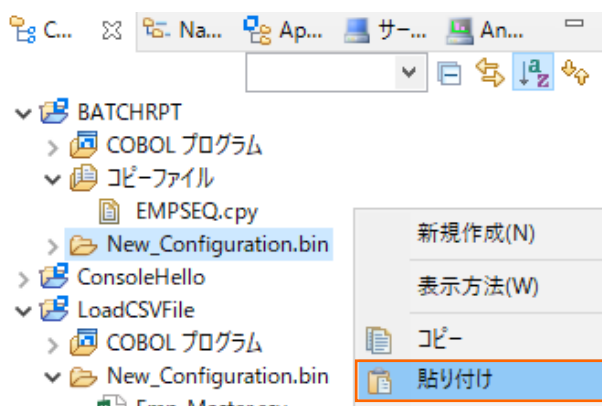 C... Na... Ap... サー... An...
BATCHRPT
COBOL プログラム
コピーファイル
EMPSEQ.cpy
New_Configuration.bin
ConsoleHello
LoadCSVFile
COBOL プログラム
New_Configuration.bin
Emp_Master.csv
新規作成(N)
表示方法(W)
コピー
貼り付け